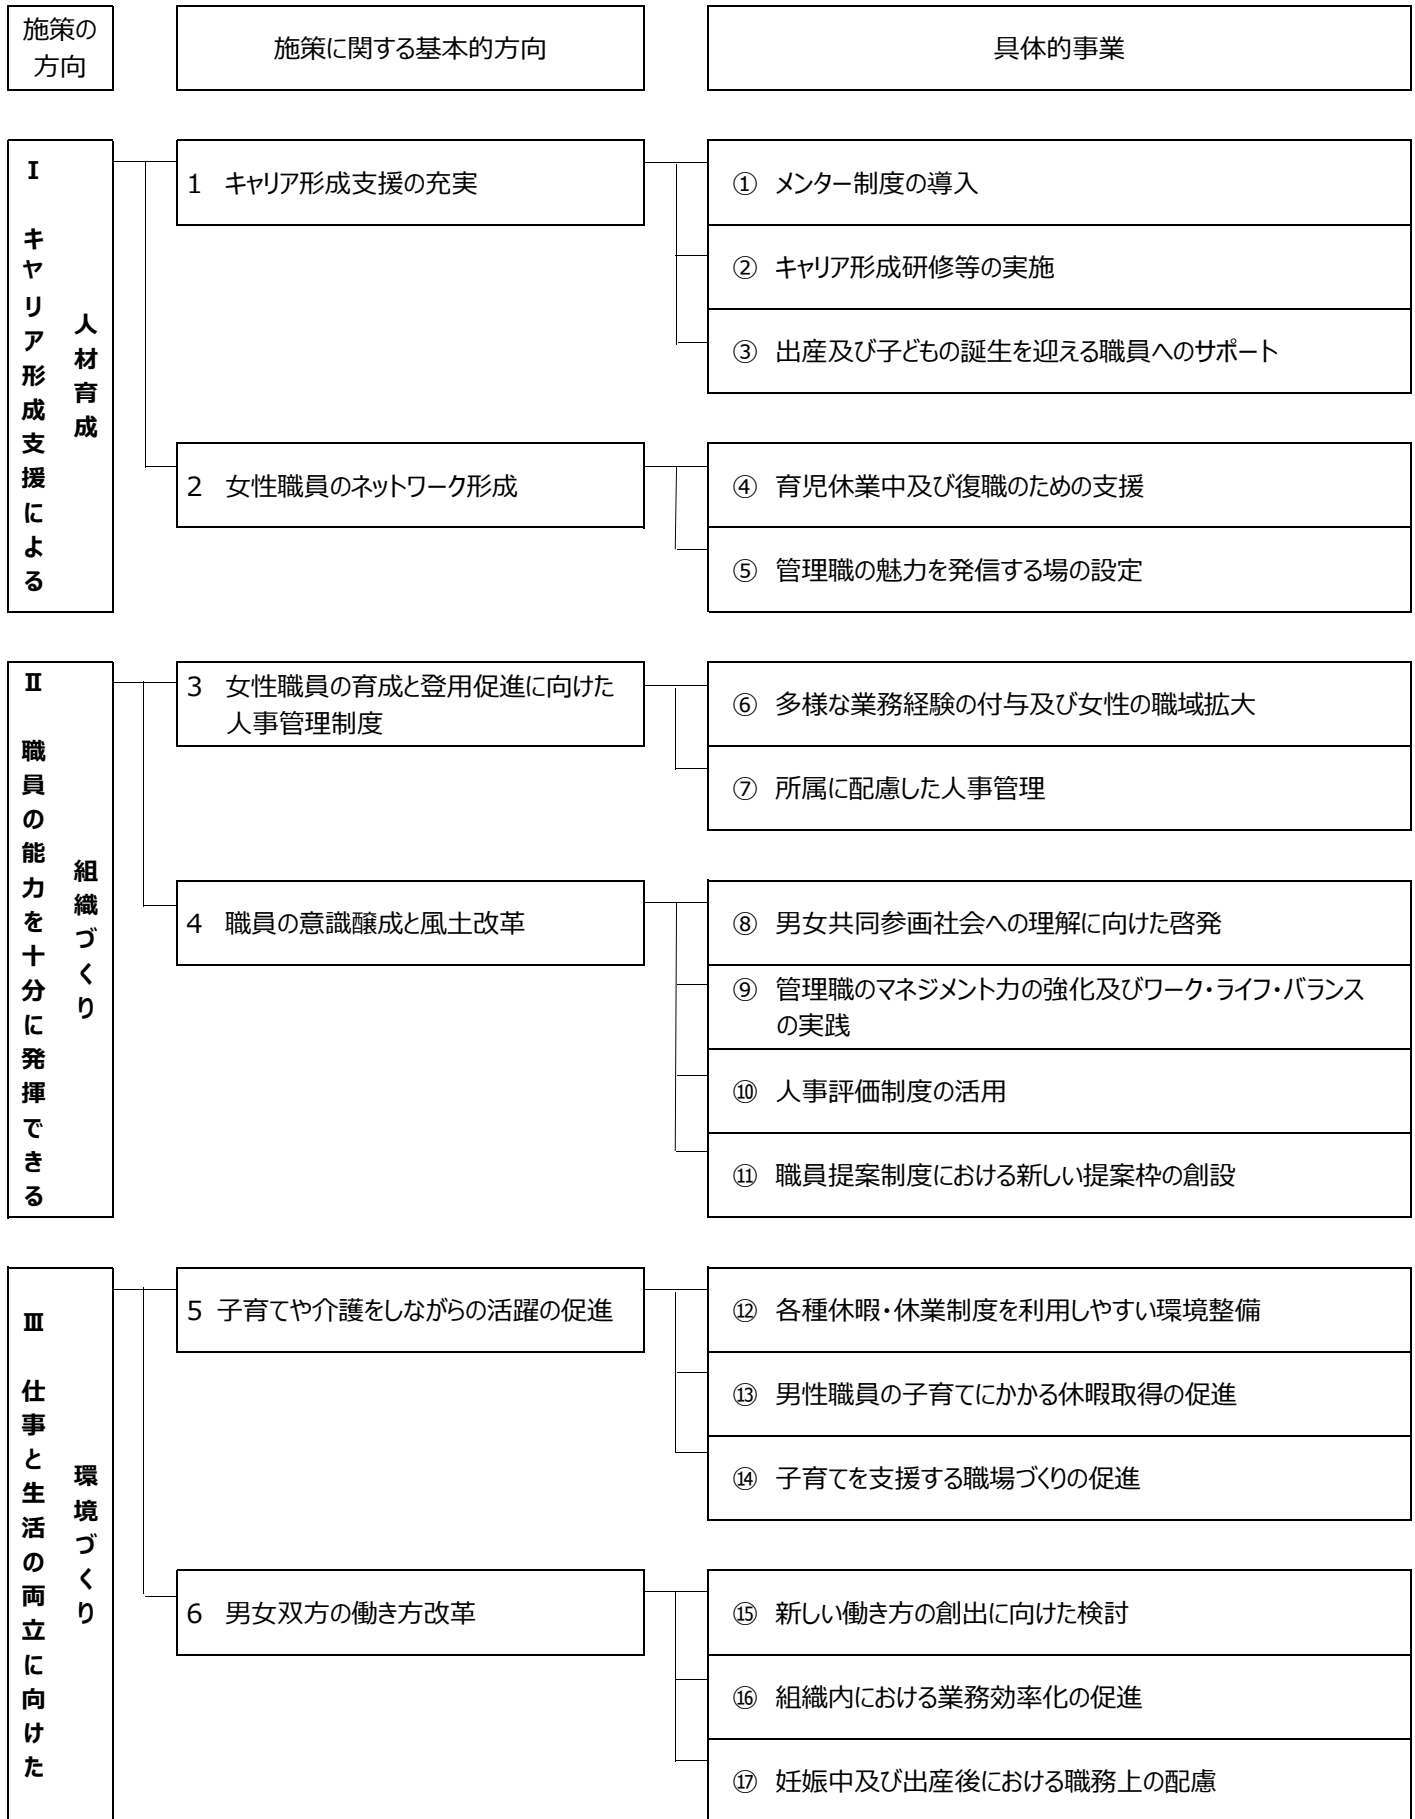 施策の
方向
施策に関する基本的方向
具体的事業
Ⅰ キャリア形成支援による
人材育成
1 キャリア形成支援の充実
① メンター制度の導入
② キャリア形成研修等の実施
③ 出産及び子どもの誕生を迎える職員へのサポート
2 女性職員のネットワーク形成
④ 育児休業中及び復職のための支援
⑤ 管理職の魅力を発信する場の設定
Ⅱ 職員の能力を十分に発揮できる
組織づくり
3 女性職員の育成と登用促進に向けた
人事管理制度
⑥ 多様な業務経験の付与及び女性の職域拡大
⑦ 所属に配慮した人事管理
4 職員の意識醸成と風土改革
⑧ 男女共同参画社会への理解に向けた啓発
⑨ 管理職のマネジメント力の強化及びワーク・ライフ・バランス
の実践
⑩ 人事評価制度の活用
⑪ 職員提案制度における新しい提案枠の創設
Ⅲ 仕事と生活の両立に向けた
環境づくり
5 子育てや介護をしながらの活躍の促進
⑫ 各種休暇・休業制度を利用しやすい環境整備
⑬ 男性職員の子育てにかかる休暇取得の促進
⑭ 子育てを支援する職場づくりの促進
6 男女双方の働き方改革
⑮ 新しい働き方の創出に向けた検討
⑯ 組織内における業務効率化の促進
⑰ 妊娠中及び出産後における職務上の配慮